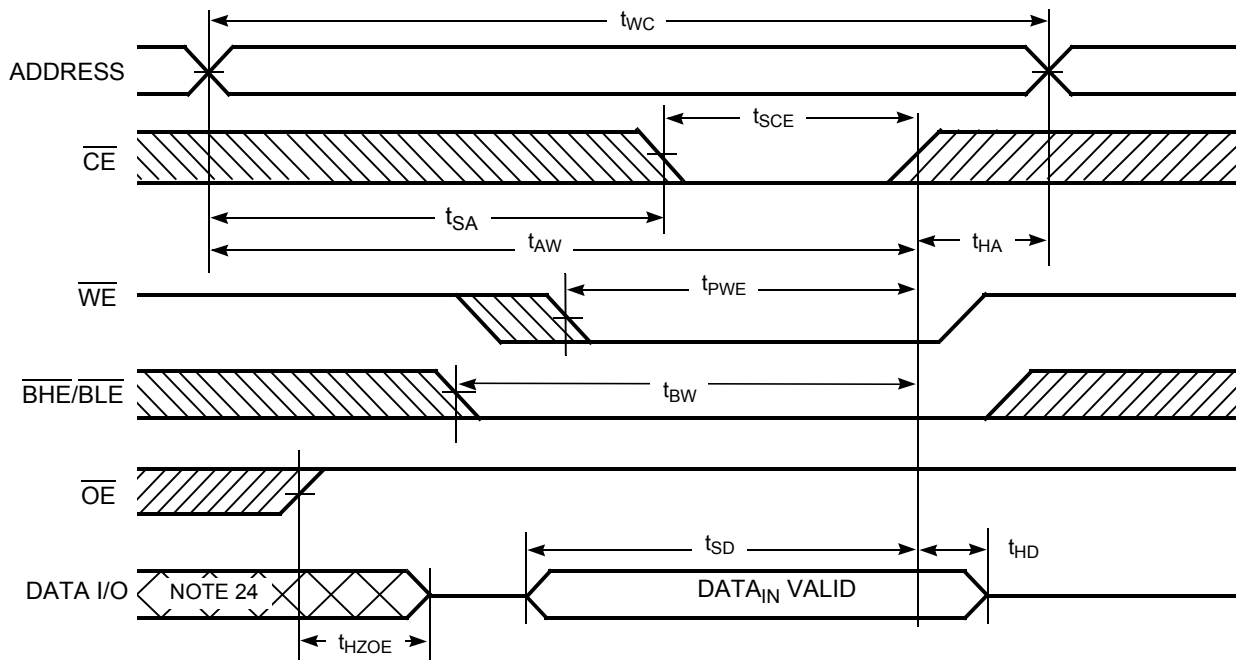 tWC
ADDRESS
tSCE
CE
tSA
tAW
tHA
WE
tPWE
BHE/BLE
tBW
OE
tSD
tHD
DATA I/O
NOTE 24
DATAIN VALID
tHZOE